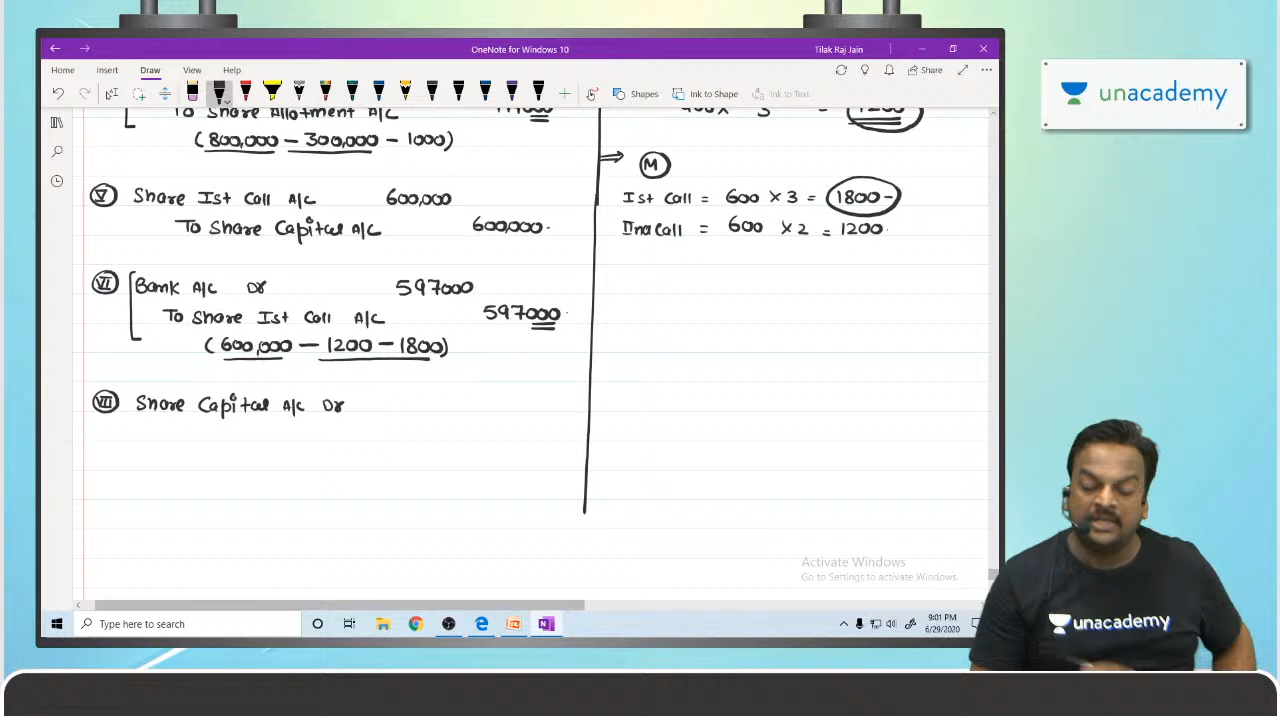 OneNote for Windows 10
Tilak Raj Jain
Home Insert Draw View Help
Share
Shapes
Ink to Shape
Ink to Text
To Share Allotment A/C
(800,000 - 300,000 - 1000)
V Share Ist Call A/C 600,000
To Share Capital A/C 600,000
VI Bank A/C Dr 597000
To Share Ist Call A/C 597000
(600,000 - 1200 - 1800)
VII Share Capital A/C Dr
3 = 1200
M
Ist Call = 600 × 3 = 1800 -
IInd Call = 600 × 2 = 1200
Activate Windows
Go to Settings to activate Windows.
Type here to search
9:01 PM
6/29/2020
unacademy
unacademy